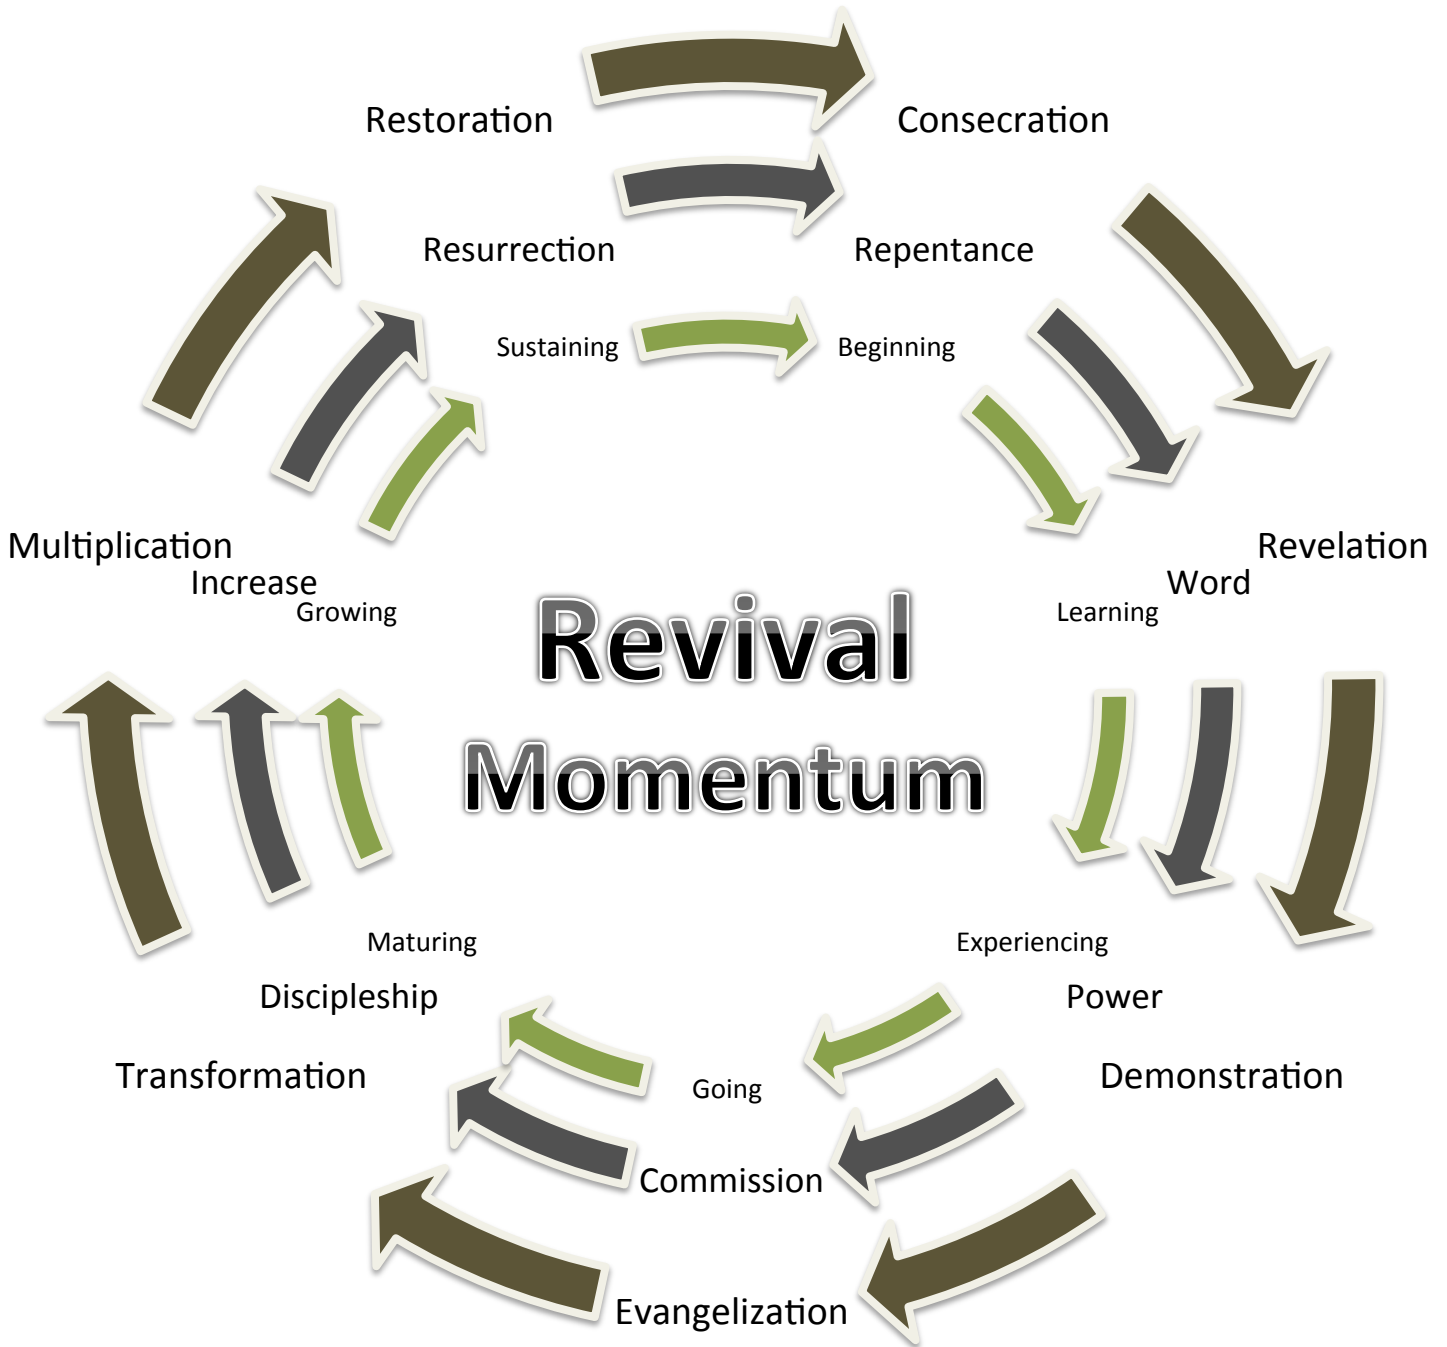 Restoration
Consecration
Resurrection
Repentance
Sustaining
Beginning
Multiplication
Revelation
Increase
Word
Growing
Learning
Revival
Momentum
Maturing
Experiencing
Discipleship
Power
Transformation
Demonstration
Going
Commission
Evangelization